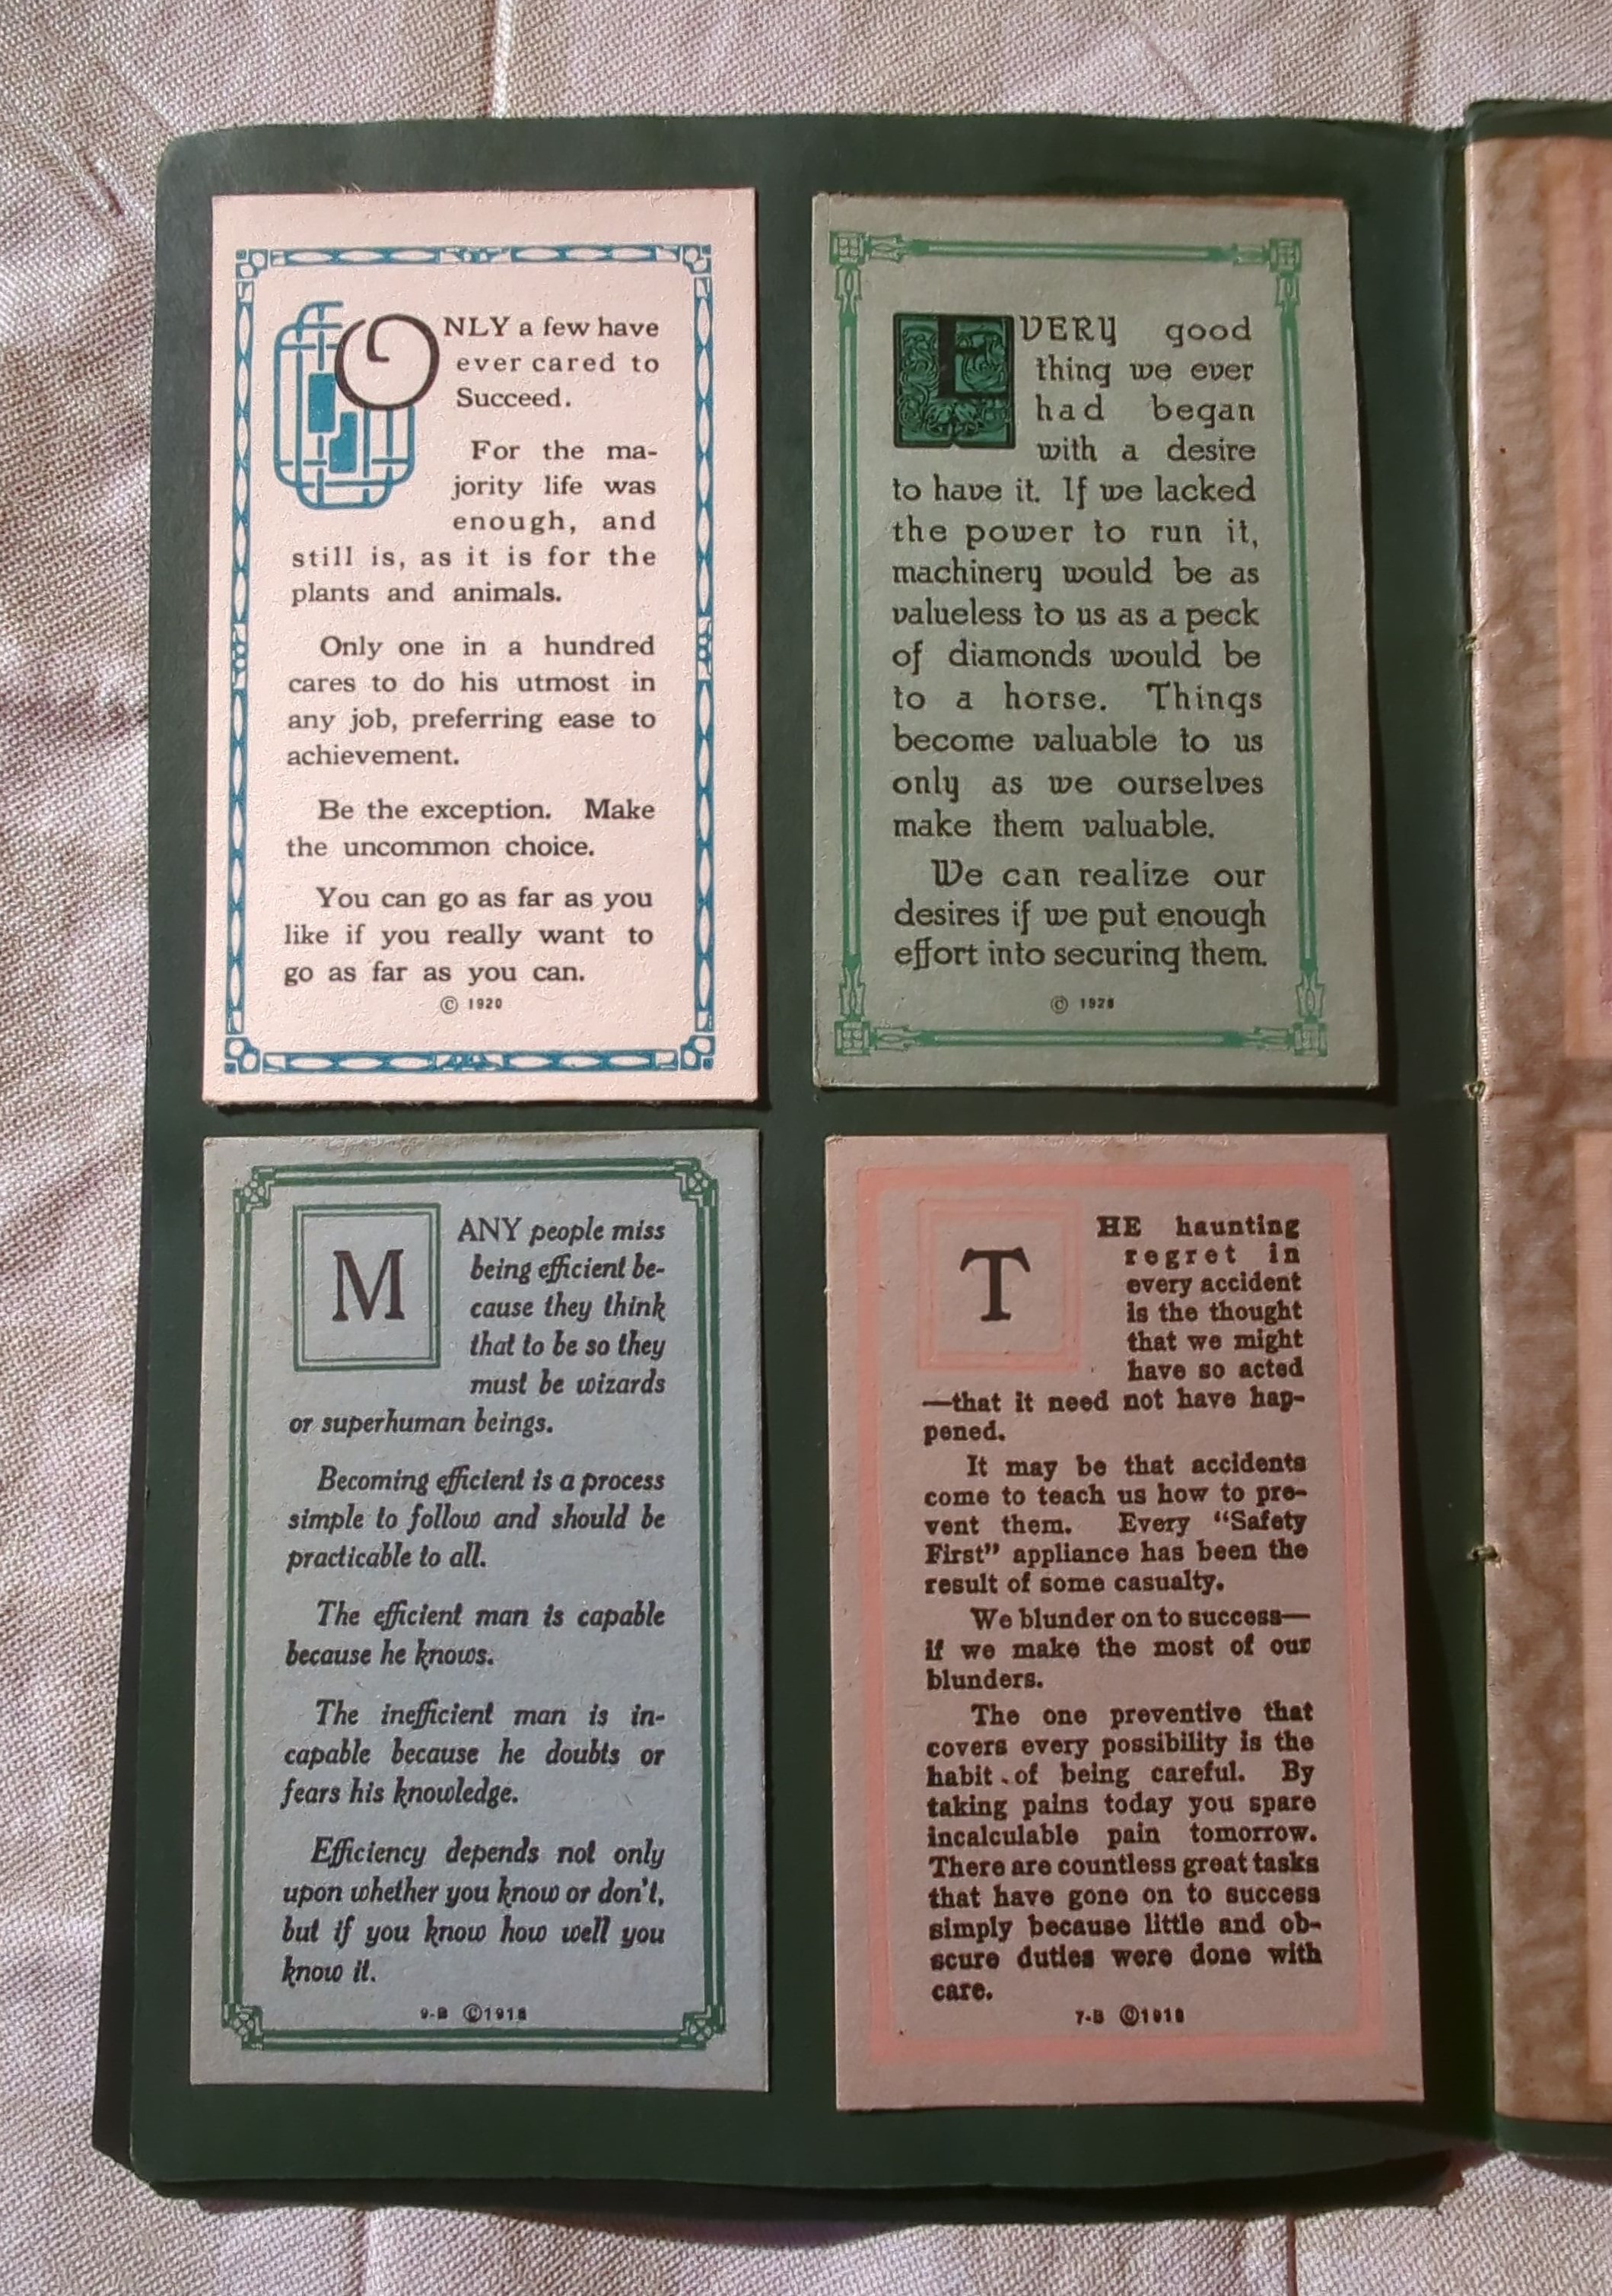 ONLY a few have
ever cared to
Succeed.
For the ma-
jority life was
enough, and
still is, as it is for the
plants and animals.
Only one in a hundred
cares to do his utmost in
any job, preferring ease to
achievement.
Be the exception. Make
the uncommon choice.
You can go as far as you
like if you really want to
go as far as you can.
© 1920
EVERY good
thing we ever
had began
with a desire
to have it. If we lacked
the power to run it,
machinery would be as
valueless to us as a peck
of diamonds would be
to a horse. Things
become valuable to us
only as we ourselves
make them valuable.
We can realize our
desires if we put enough
effort into securing them.
©
MANY people miss
being efficient be-
cause they think
that to be so they
must be wizards
or superhuman beings.
Becoming efficient is a process
simple to follow and should be
practicable to all.
The efficient man is capable
because he knows.
The inefficient man is in-
capable because he doubts or
fears his knowledge.
Efficiency depends not only
upon whether you know or don't,
but if you know how well you
know it.
9-B ©1918
THE haunting
regret in
every accident
is the thought
that we might
have so acted
—that it need not have hap-
pened.
It may be that accidents
come to teach us how to pre-
vent them. Every “Safety
First” appliance has been the
result of some casualty.
We blunder on to success—
if we make the most of our
blunders.
The one preventive that
covers every possibility is the
habit of being careful. By
taking pains today you spare
incalculable pain tomorrow.
There are countless great tasks
that have gone on to success
simply because little and ob-
scure duties were done with
care.
7-B ©1918